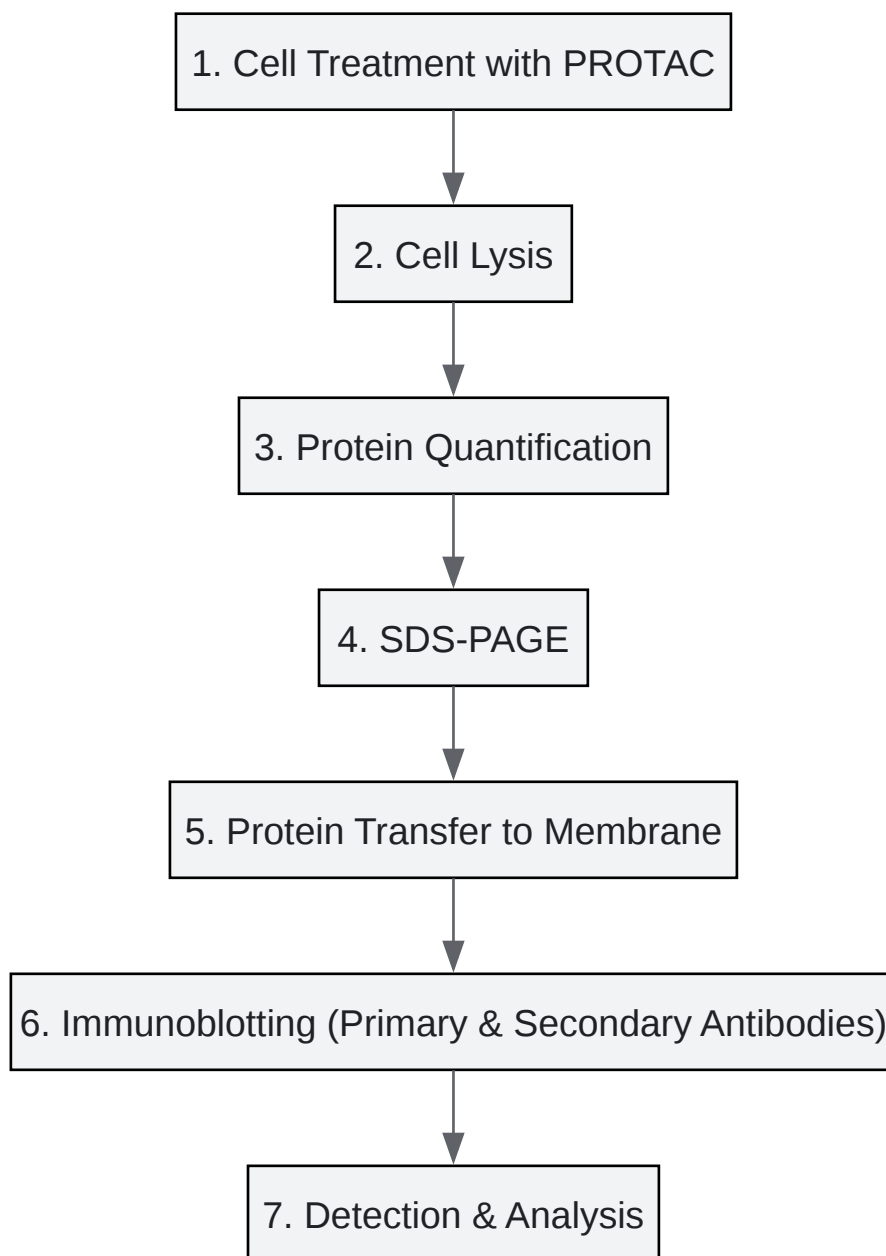 1. Cell Treatment with PROTAC
2. Cell Lysis
3. Protein Quantification
4. SDS-PAGE
5. Protein Transfer to Membrane
6. Immunoblotting (Primary & Secondary Antibodies)
7. Detection & Analysis